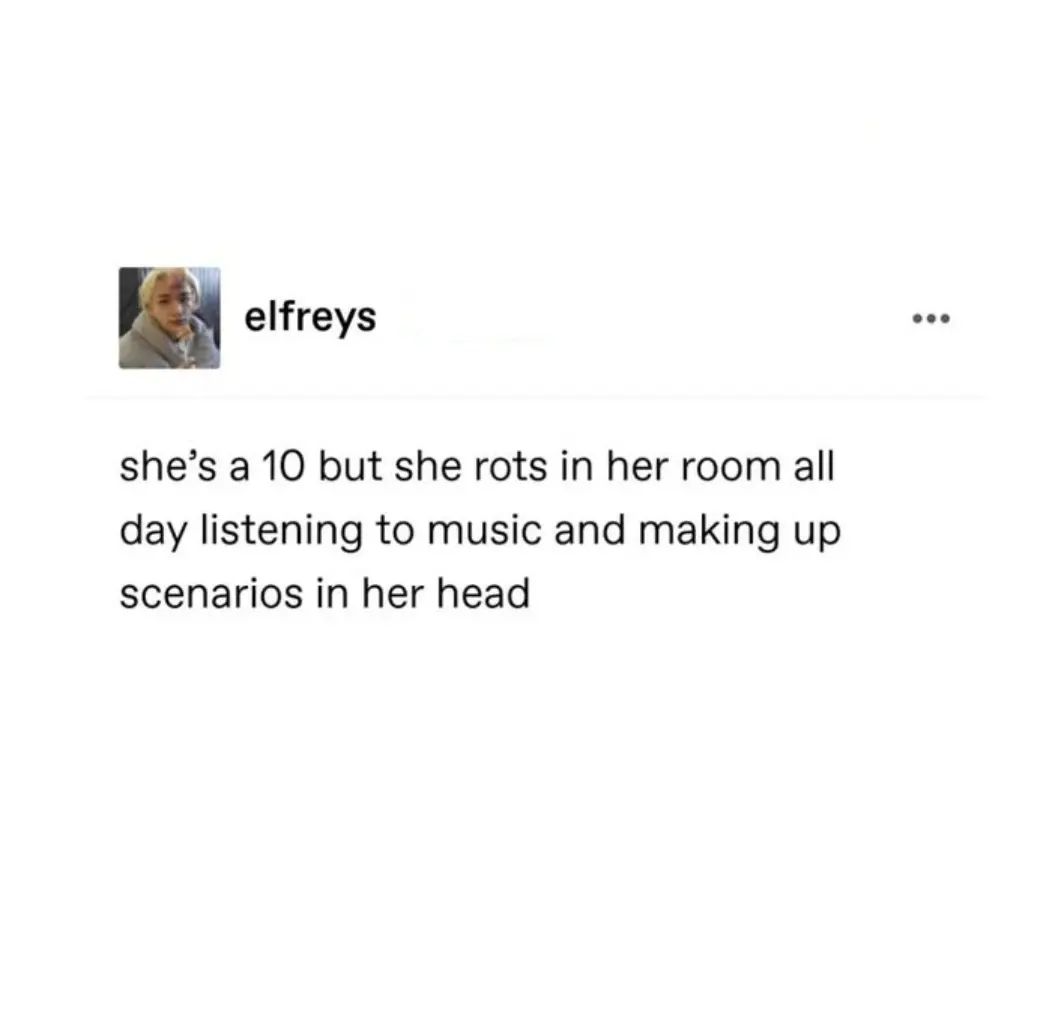 elfreys
she’s a 10 but she rots in her room all
day listening to music and making up
scenarios in her head